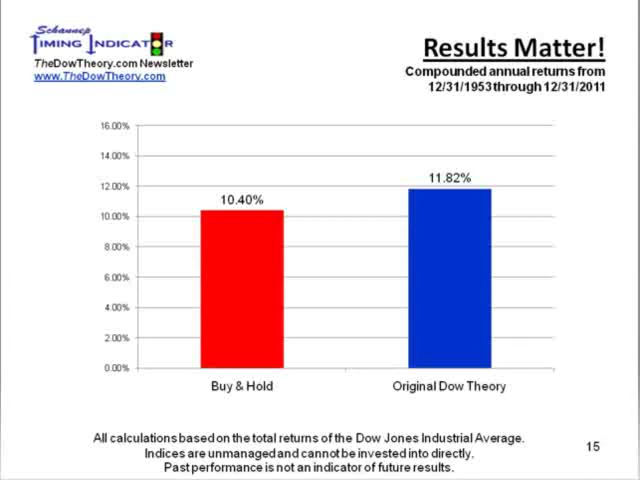 Schannep
TIMING INDICATOR
TheDowTheory.com Newsletter
www.TheDowTheory.com
Results Matter!
Compounded annual returns from
12/31/1953 through 12/31/2011
16.00%
14.00%
12.00%
10.00%
8.00%
6.00%
4.00%
2.00%
0.00%
10.40%
11.82%
Buy & Hold
Original Dow Theory
All calculations based on the total returns of the Dow Jones Industrial Average.
Indices are unmanaged and cannot be invested into directly.
Past performance is not an indicator of future results.
15